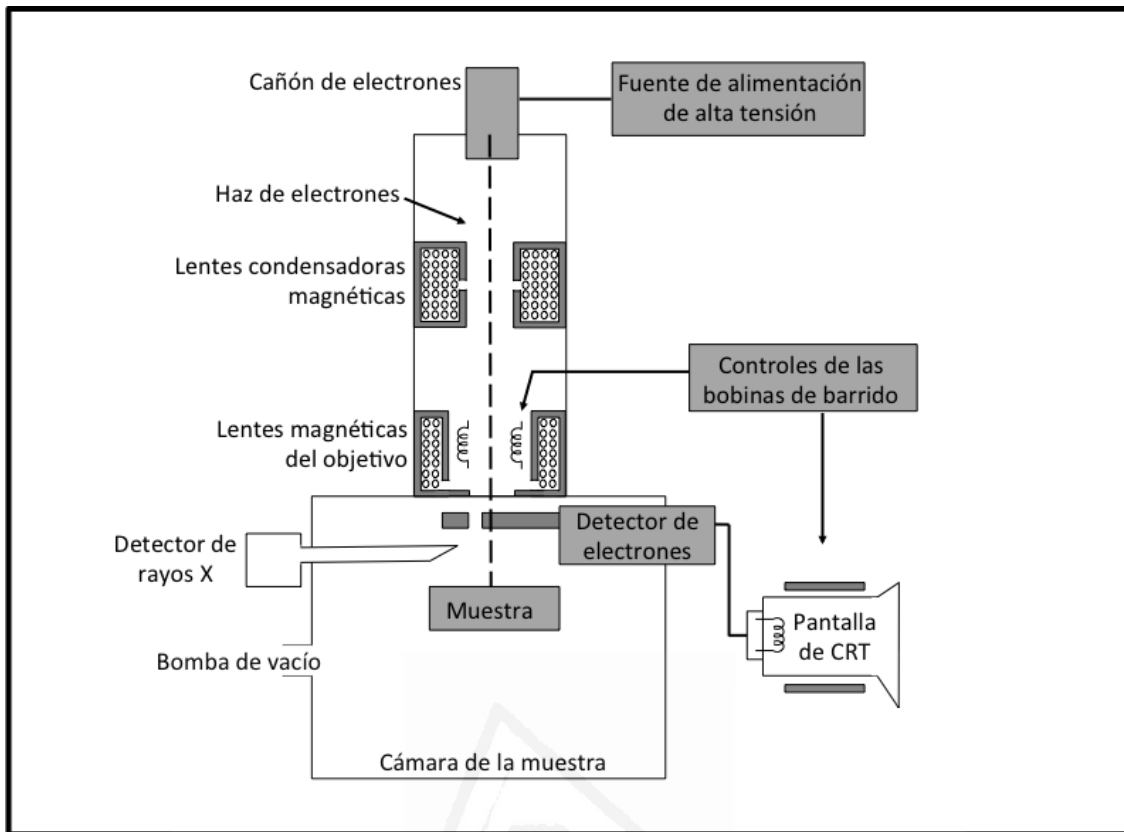 Cañón de electrones
Fuente de alimentación
de alta tensión
Haz de electrones
Lentes condensadoras
magnéticas
Controles de las
bobinas de barrido
Lentes magnéticas
del objetivo
Detector de
electrones
Detector de
rayos X
Muestra
Pantalla
de CRT
Bomba de vacío
Cámara de la muestra